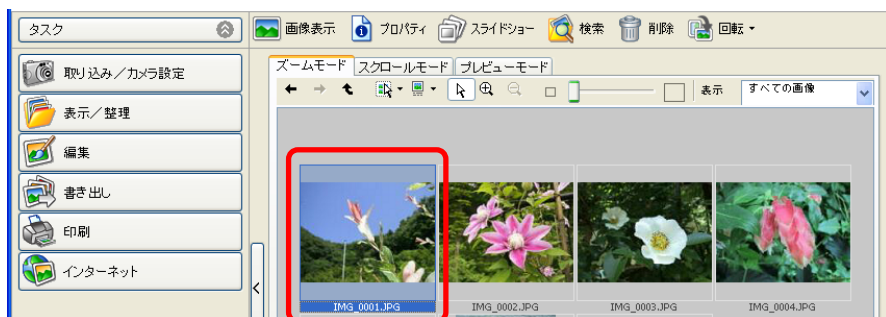 タスク
画像表示 プロパティ スライドショー 検索 削除 回転
取り込み／カメラ設定
表示／整理
編集
書き出し
印刷
インターネット
ズームモード スクロールモード プレビューモード
表示 すべての画像
IMG_0001.JPG IMG_0002.JPG IMG_0003.JPG IMG_0004.JPG